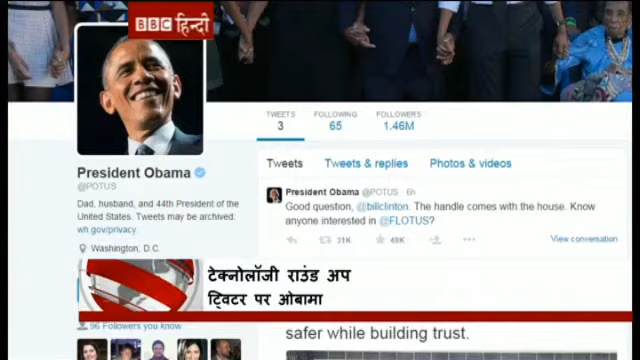 BBC हिन्दी
TWEETS FOLLOWING FOLLOWERS
3 65 1.46M
President Obama
@POTUS
Dad, husband, and 44th President of the
United States. Tweets may be archived:
wh.gov/privacy
Washington, D.C.
96 Followers you know
Tweets Tweets & replies Photos & videos
President Obama @POTUS · 6h
Good question, @billclinton. The handle comes with the house. Know
anyone interested in @FLOTUS?
31K 49K
View conversation
टेक्नोलॉजी राउंड अप
ट्विटर पर ओबामा
safer while building trust.